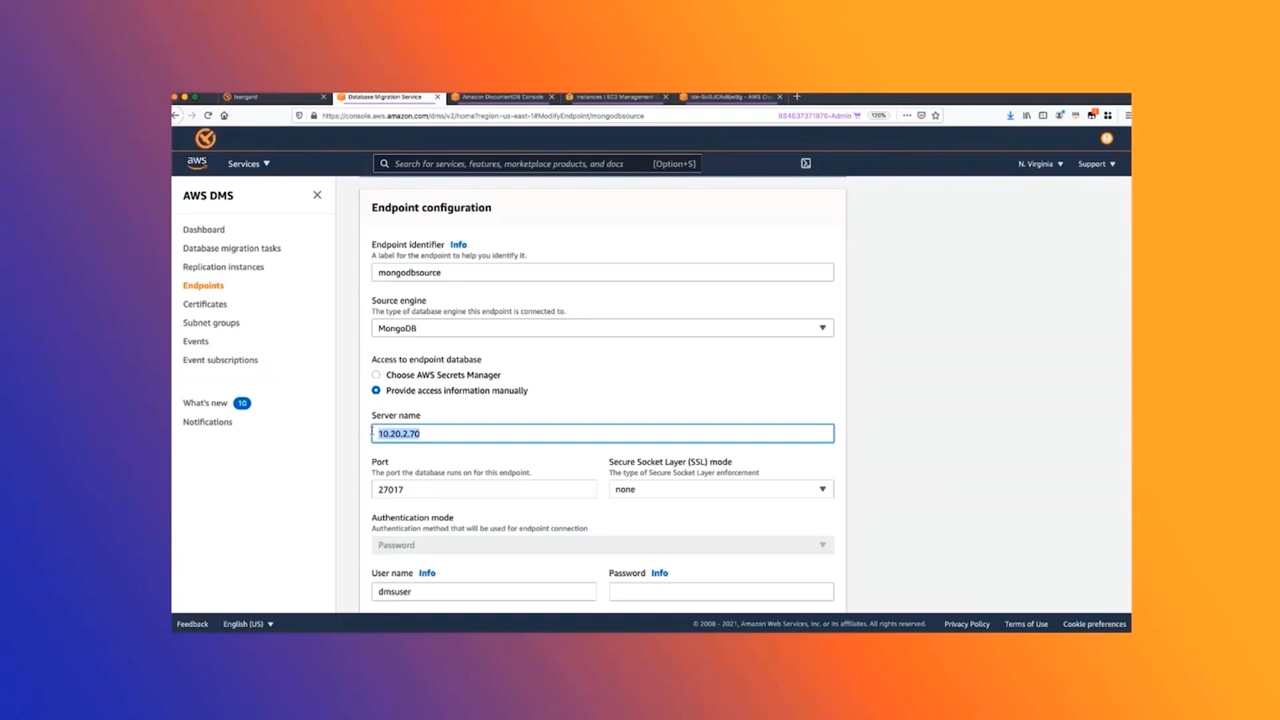 Isengard
Database Migration Service
Amazon DocumentDB Console
Instances | EC2 Management
https://console.aws.amazon.com/dms/v2/home?region=us-east-1#ModifyEndpoint/mongodbsource
864637371976-Admin
100%
aws
Services
Search for services, features, marketplace products, and docs
[Option+S]
N. Virginia
Support
AWS DMS
Dashboard
Database migration tasks
Replication instances
Endpoints
Certificates
Subnet groups
Events
Event subscriptions
What's new 10
Notifications
Endpoint configuration
Endpoint identifier Info
A label for the endpoint to help you identify it.
mongodbsource
Source engine
The type of database engine this endpoint is connected to.
MongoDB
Access to endpoint database
Choose AWS Secrets Manager
Provide access information manually
Server name
10.20.2.70
Port
The port the database runs on for this endpoint.
27017
Secure Socket Layer (SSL) mode
The type of Secure Socket Layer enforcement
none
Authentication mode
Authentication method that will be used for endpoint connection
Password
User name Info
dmsuser
Password Info
Feedback
English (US)
© 2008 - 2021, Amazon Web Services, Inc. or its affiliates. All rights reserved.
Privacy Policy
Terms of Use
Cookie preferences